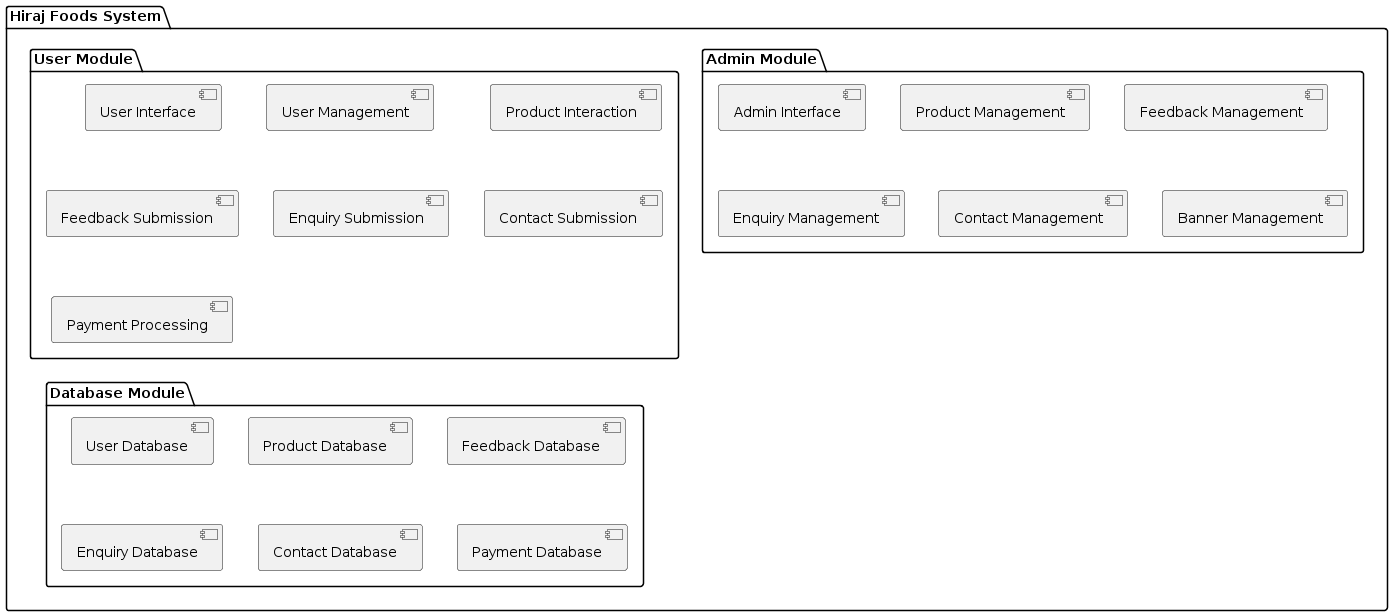 Hiraj Foods System
User Module
User Interface
User Management
Product Interaction
Feedback Submission
Enquiry Submission
Contact Submission
Payment Processing
Admin Module
Admin Interface
Product Management
Feedback Management
Enquiry Management
Contact Management
Banner Management
Database Module
User Database
Product Database
Feedback Database
Enquiry Database
Contact Database
Payment Database